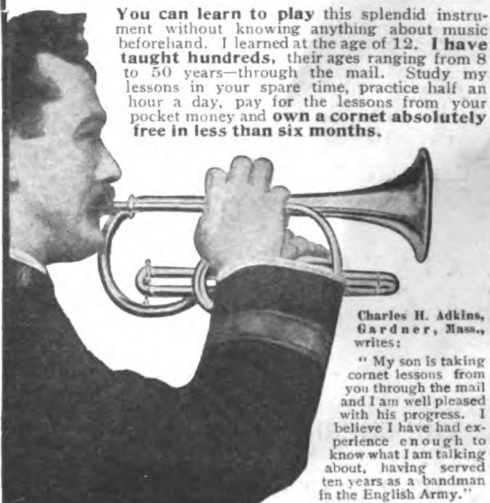 You can learn to play this splendid instru-
ment without knowing anything about music
beforehand. I learned at the age of 12. I have
taught hundreds, their ages ranging from 8
to 50 years—through the mail. Study my
lessons in your spare time, practice half an
hour a day, pay for the lessons from your
pocket money and own a cornet absolutely
free in less than six months.
Charles H. Adkins,
Gardner, Mass.,
writes:
" My son is taking
cornet lessons from
you through the mail
and I am well pleased
with his progress. I
believe I have had ex-
perience enough to
know what I am talking
about, having served
ten years as a bandman
in the English Army."